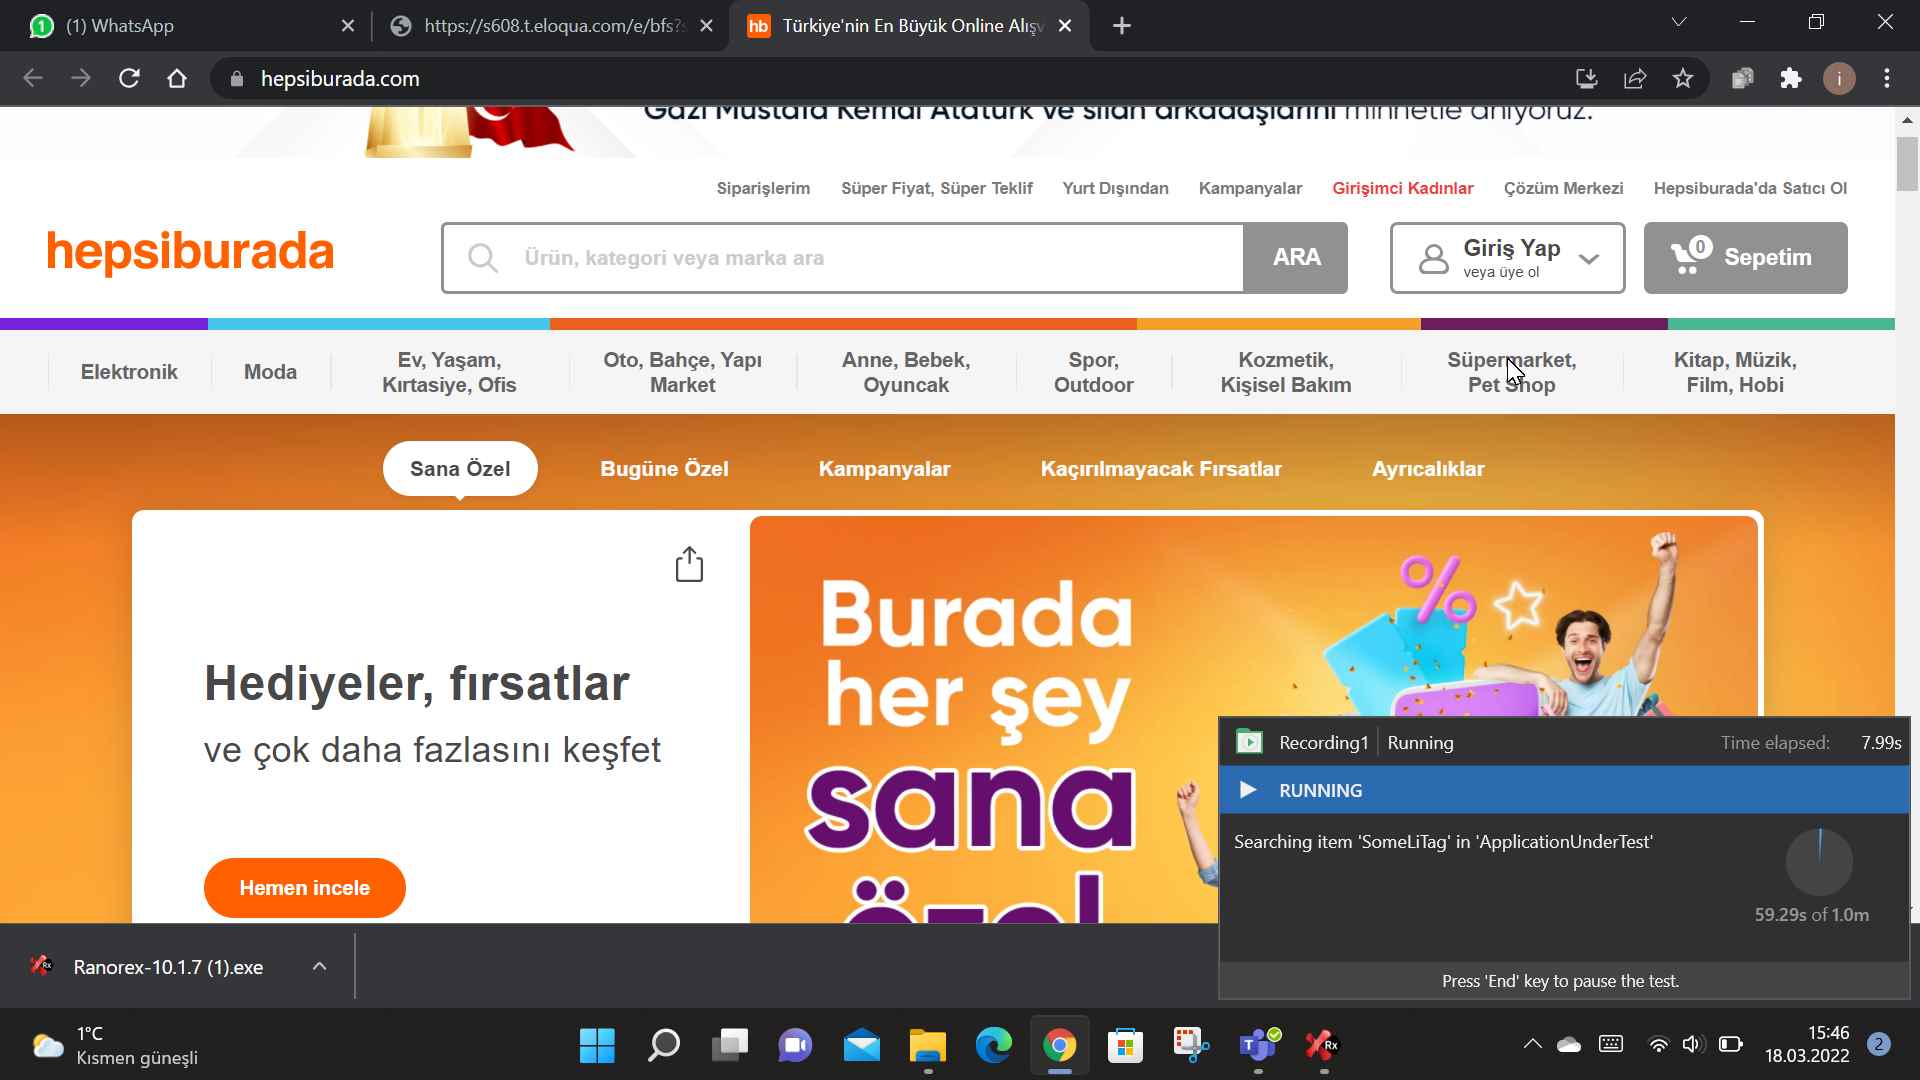 (1) WhatsApp
https://s608.t.eloqua.com/e/bfs?s
hb Türkiye'nin En Büyük Online Alışv
hepsiburada.com
i
Gazi Mustafa Kemal Atatürk ve silah arkadaşlarını minnetle anıyoruz.
Siparişlerim
Süper Fiyat, Süper Teklif
Yurt Dışından
Kampanyalar
Girişimci Kadınlar
Çözüm Merkezi
Hepsiburada'da Satıcı Ol
hepsiburada
Ürün, kategori veya marka ara
ARA
Giriş Yap
veya üye ol
0
Sepetim
Elektronik
Moda
Ev, Yaşam,
Kırtasiye, Ofis
Oto, Bahçe, Yapı
Market
Anne, Bebek,
Oyuncak
Spor,
Outdoor
Kozmetik,
Kişisel Bakım
Süpermarket,
Pet Shop
Kitap, Müzik,
Film, Hobi
Sana Özel
Bugüne Özel
Kampanyalar
Kaçırılmayacak Fırsatlar
Ayrıcalıklar
Hediyeler, fırsatlar
ve çok daha fazlasını keşfet
Hemen incele
Burada
her şey
sana
özel
%
Recording1
Running
Time elapsed:
7.99s
RUNNING
Searching item 'SomeLiTag' in 'ApplicationUnderTest'
59.29s of 1.0m
Press 'End' key to pause the test.
Ranorex-10.1.7 (1).exe
1°C
Kısmen güneşli
15:46
18.03.2022
2